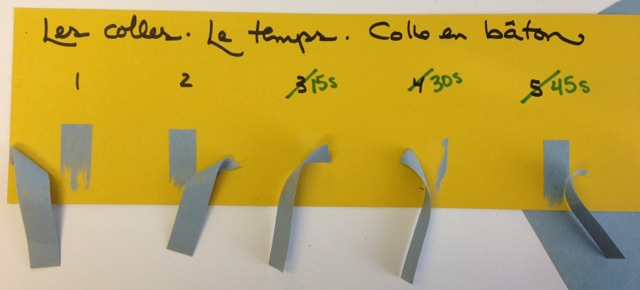 Les colles. Le temps. Colle en bâton
1 2 3 15s 4 30s 5 45s